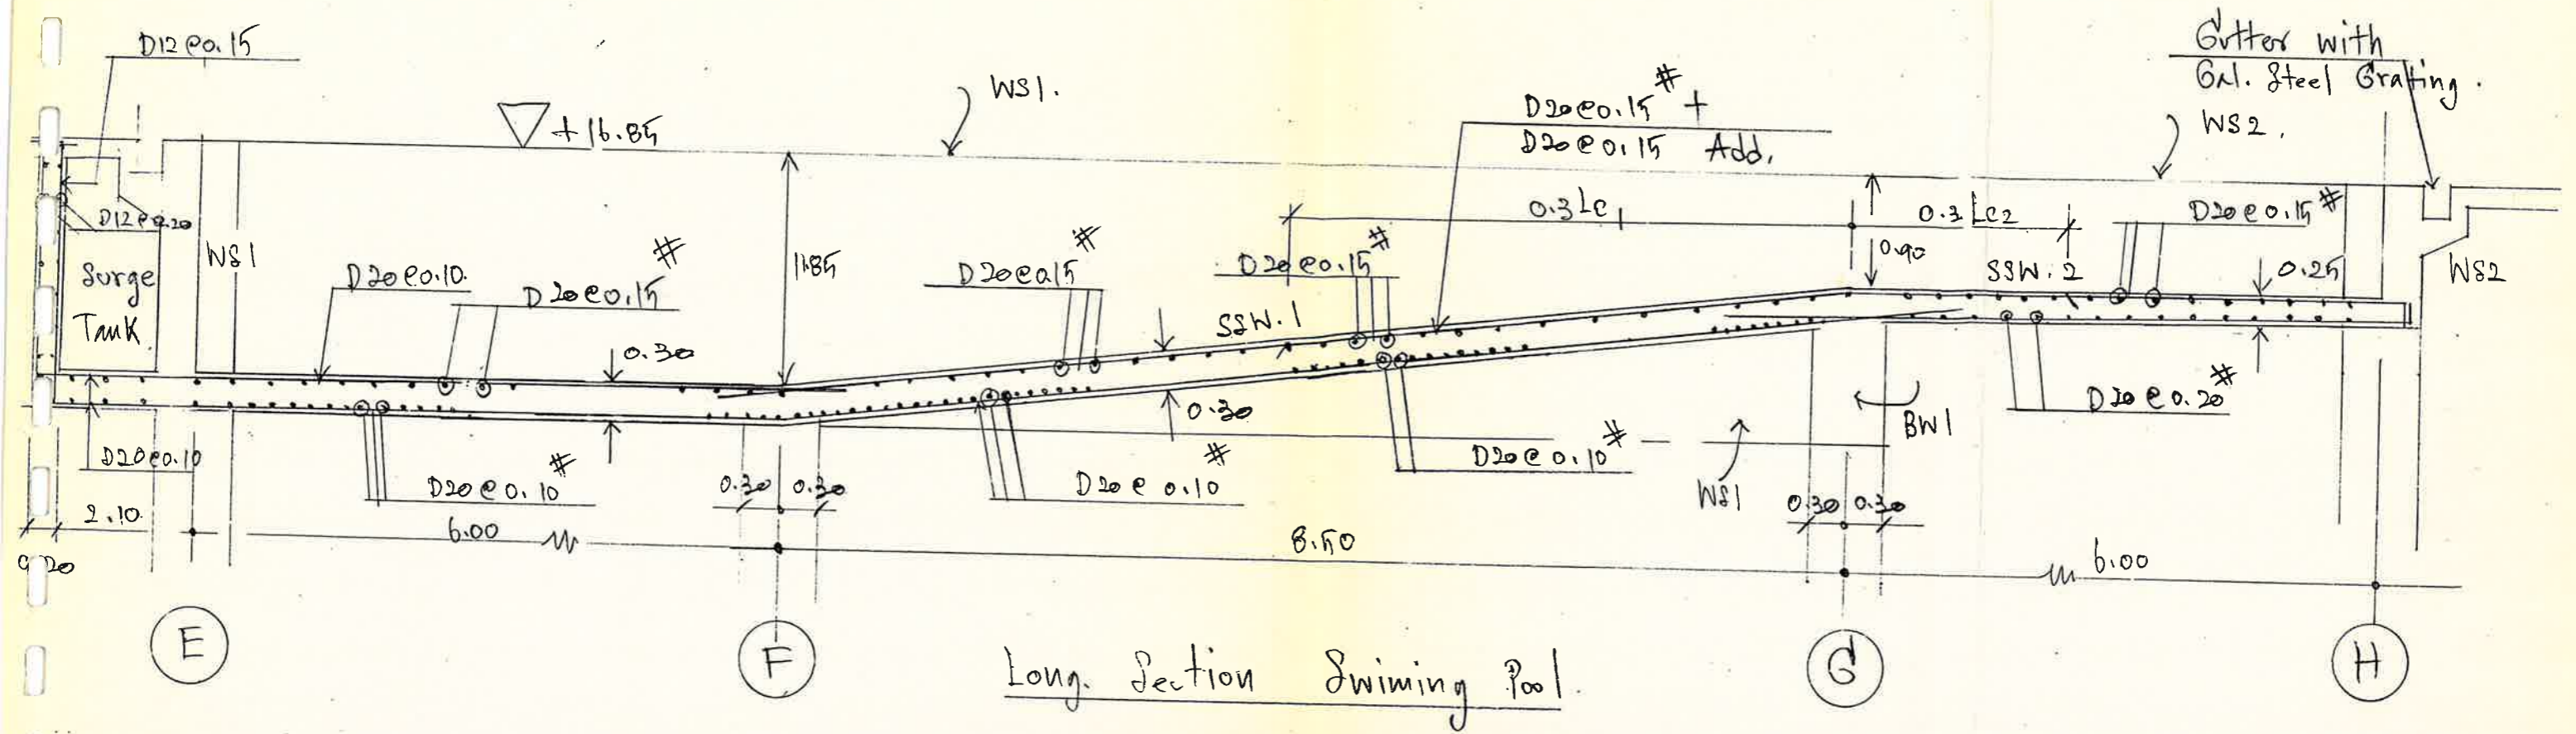 D12@0.15
Gutter with
Gal. Steel Grating.
WS1.
+16.85
D20@0.15# +
D20@0.15 Add.
WS2.
D12@0.20
WS1
Surge
Tank
D20@0.10
D20@0.15#
1.85
D20@0.15#
D20@0.15#
0.3Lc1
0.3Lc2
D20@0.15#
0.90
SSW.2
0.25
WS2
0.30
SSW.1
0.30
D20@0.10
D20@0.10#
D20@0.10#
D20@0.10#
BW1
D20@0.20#
WS1
0.30 0.30
0.30 0.30
2.10
0.20
6.00
8.50
6.00
E
F
G
H
Long. Section Swiming Pool.